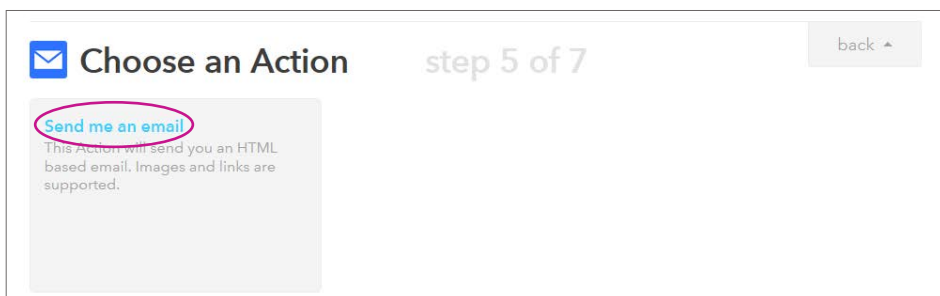 Choose an Action
step 5 of 7
back
Send me an email
This Action will send you an HTML
based email. Images and links are
supported.